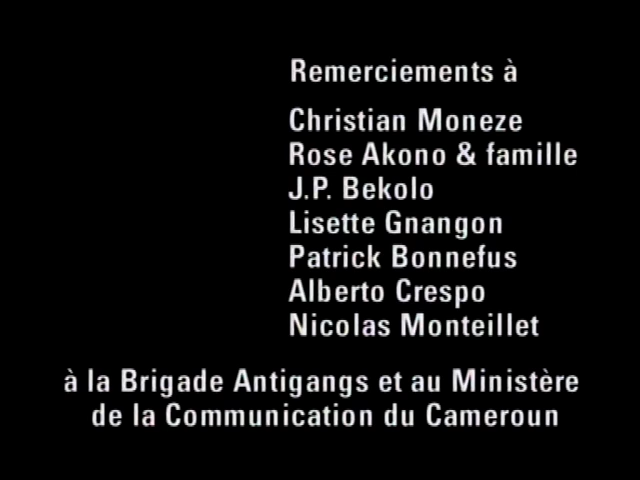 Remerciements à
Christian Moneze
Rose Akono & famille
J.P. Bekolo
Lisette Gnangon
Patrick Bonnefus
Alberto Crespo
Nicolas Monteillet
à la Brigade Antigangs et au Ministère
de la Communication du Cameroun